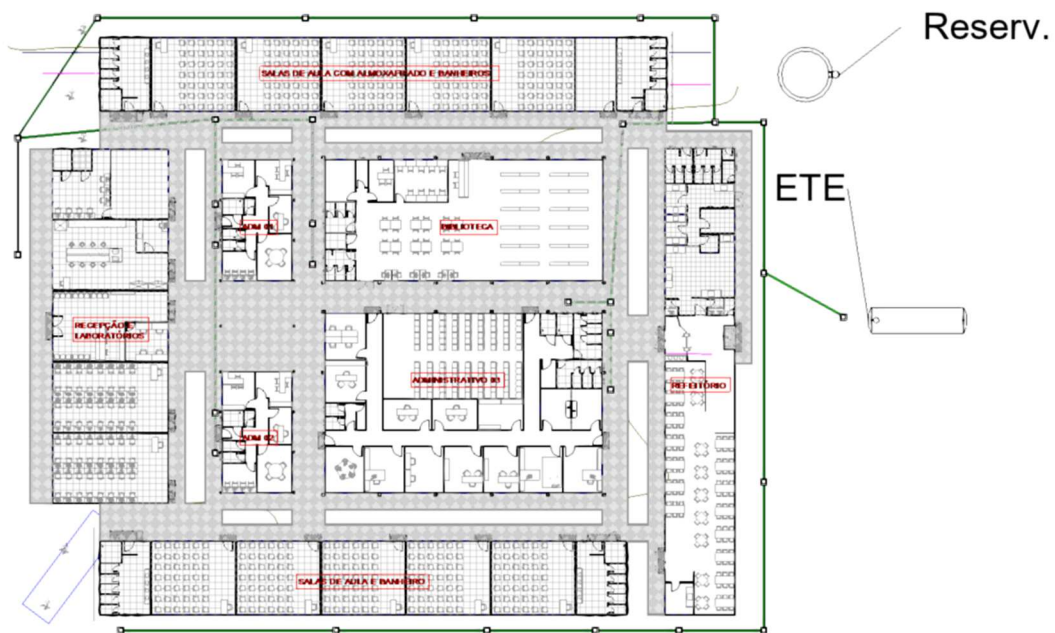 Reserv.
SALAS DE AULA COM ALMOXARIFADO E BANHEIROS
ETE
ADM 01
BIBLIOTECA
RECEPÇÃO E
LABORATÓRIOS
ADMINISTRATIVO 03
REFEITÓRIO
ADM 02
SALAS DE AULA E BANHEIRO